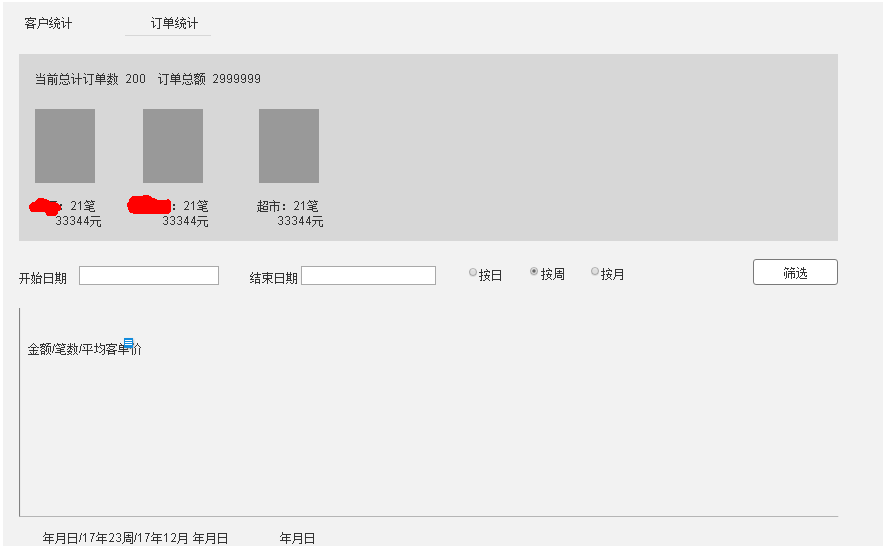 客户统计 订单统计
当前总计订单数 200 订单总额 2999999
：21笔 ：21笔 超市：21笔
33344元 33344元 33344元
开始日期 结束日期 按日 按周 按月 筛选
金额/笔数/平均客单价
年月日/17年23周/17年12月 年月日 年月日